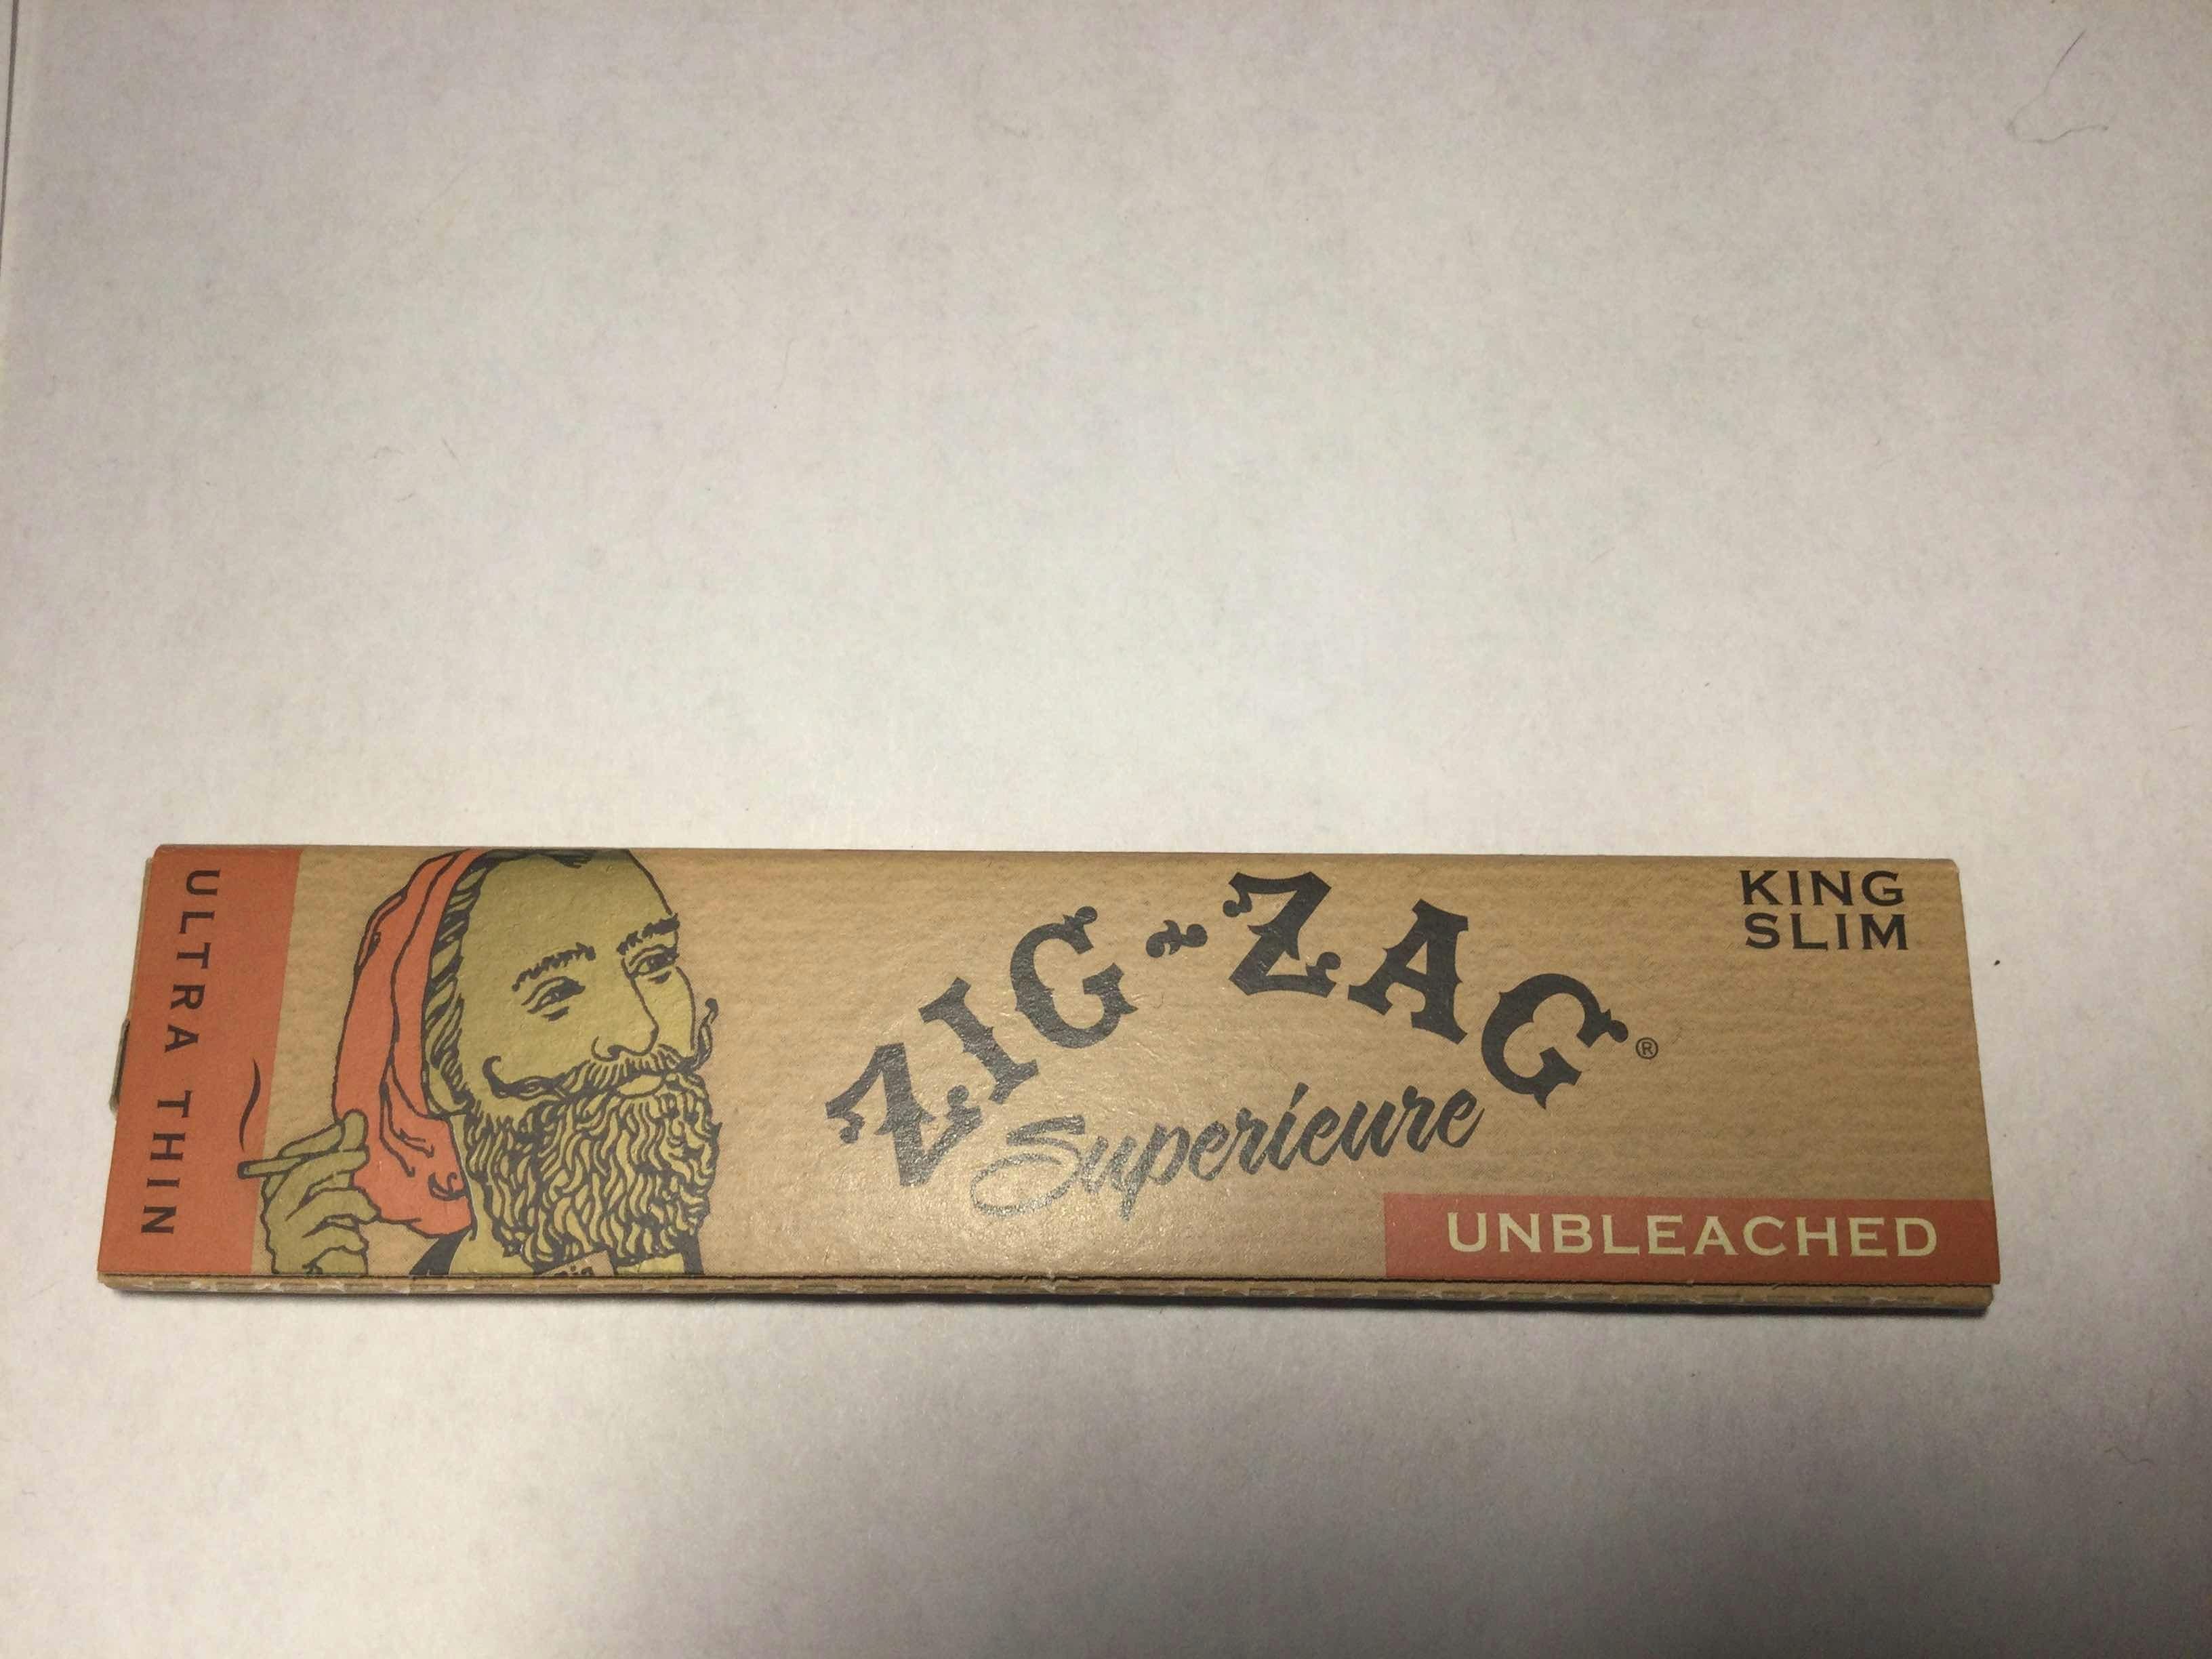 ULTRA THIN
ZIG-ZAG®
Superieure
KING
SLIM
UNBLEACHED